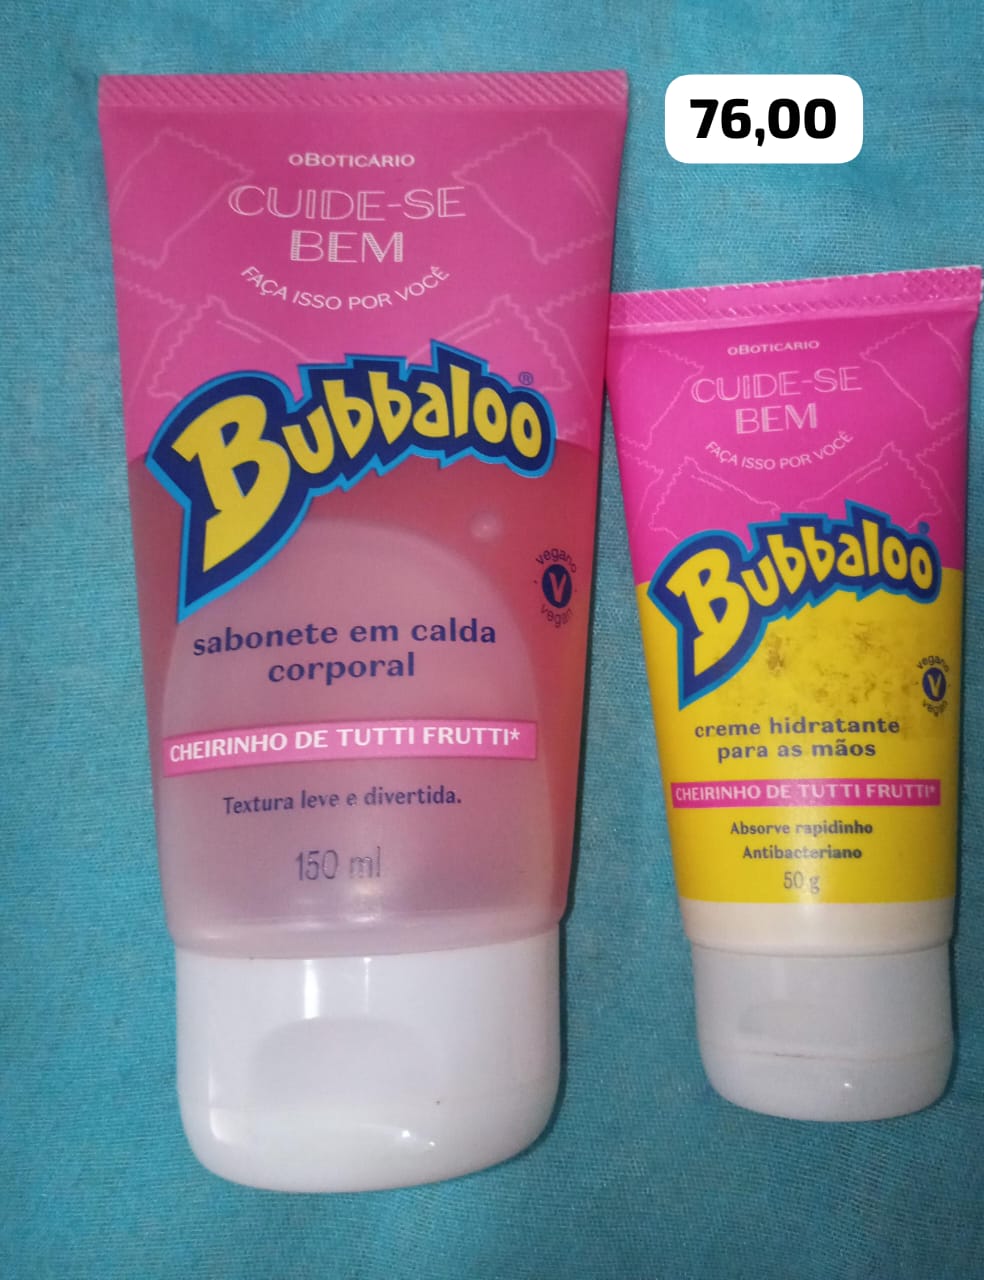 76,00
oBOTICÁRIO
CUIDE-SE
BEM
FAÇA ISSO POR VOCÊ
Bubbaloo®
vegano
V
vegan
sabonete em calda
corporal
CHEIRINHO DE TUTTI FRUTTI*
Textura leve e divertida.
150 ml
oBOTICÁRIO
CUIDE-SE
BEM
FAÇA ISSO POR VOCÊ
Bubbaloo
vegano
V
vegan
creme hidratante
para as mãos
CHEIRINHO DE TUTTI FRUTTI*
Absorve rapidinho
Antibacteriano
50 g